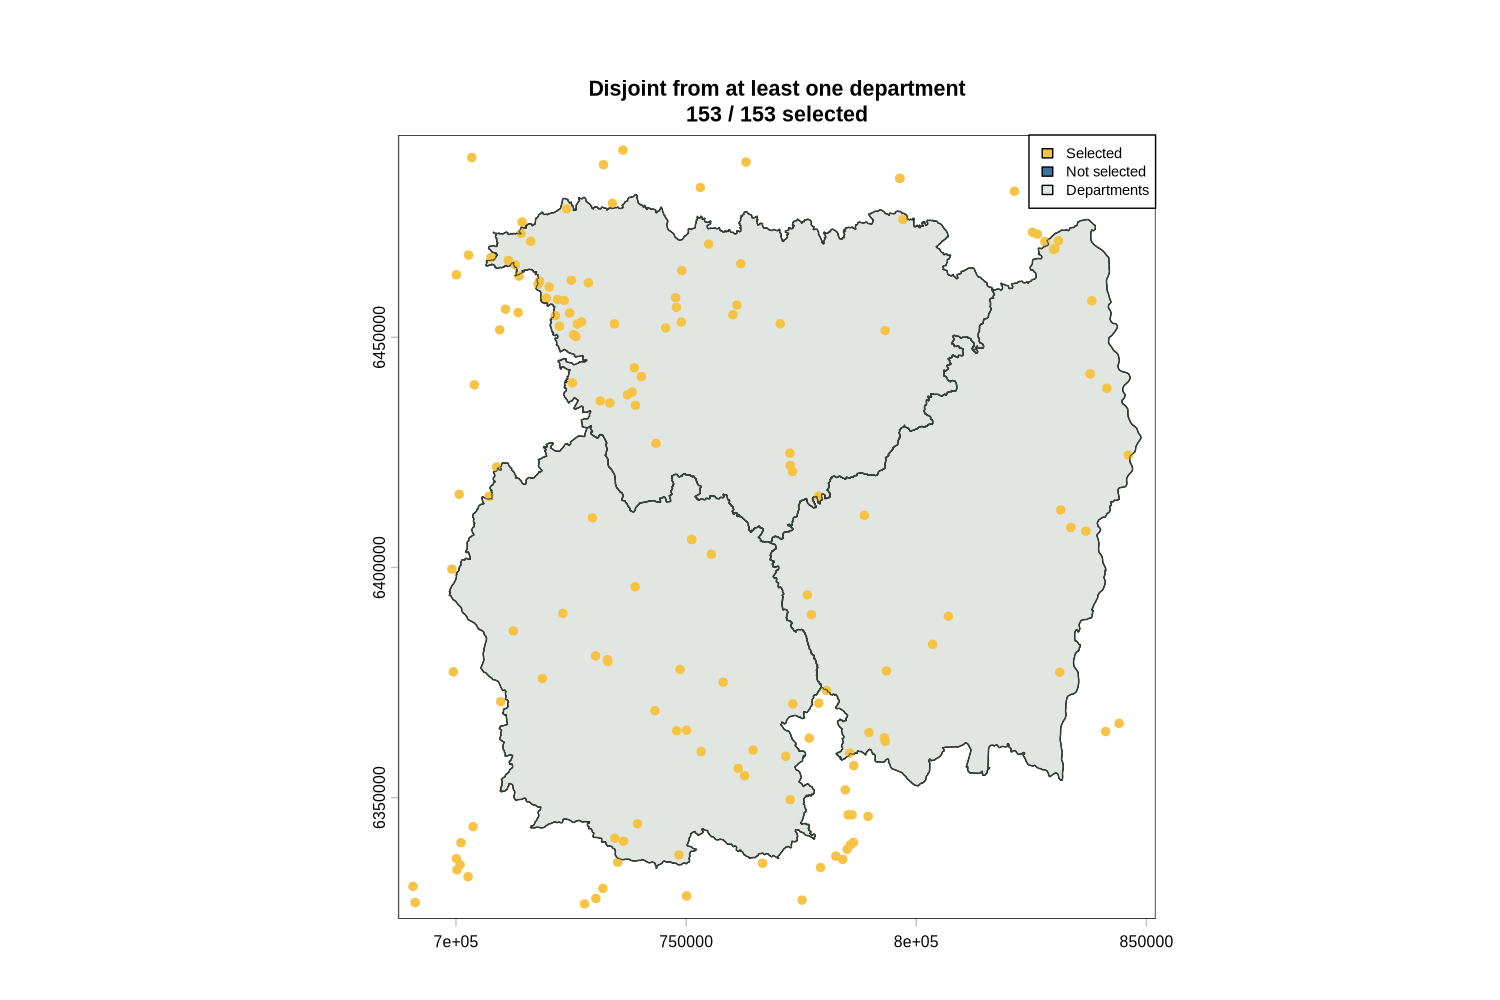 Disjoint from at least one department
153 / 153 selected
Selected
Not selected
Departments
6450000
6400000
6350000
7e+05
750000
8e+05
850000